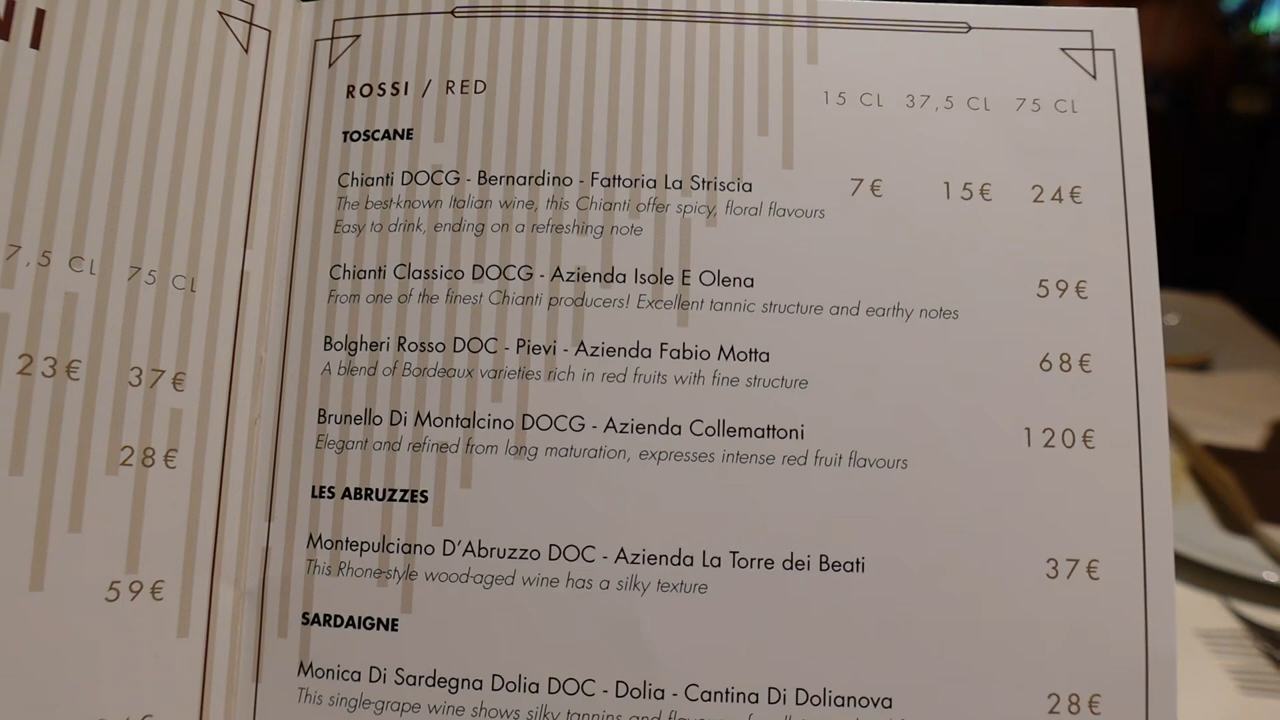 7,5 CL 75 CL
23€ 37€
28€
59€
ROSSI / RED
15 CL 37,5 CL 75 CL
TOSCANE
Chianti DOCG - Bernardino - Fattoria La Striscia 7€ 15€ 24€
The best-known Italian wine, this Chianti offer spicy, floral flavours
Easy to drink, ending on a refreshing note
Chianti Classico DOCG - Azienda Isole E Olena 59€
From one of the finest Chianti producers! Excellent tannic structure and earthy notes
Bolgheri Rosso DOC - Pievi - Azienda Fabio Motta 68€
A blend of Bordeaux varieties rich in red fruits with fine structure
Brunello Di Montalcino DOCG - Azienda Collemattoni 120€
Elegant and refined from long maturation, expresses intense red fruit flavours
LES ABRUZZES
Montepulciano D'Abruzzo DOC - Azienda La Torre dei Beati 37€
This Rhone-style wood-aged wine has a silky texture
SARDAIGNE
Monica Di Sardegna Dolia DOC - Dolia - Cantina Di Dolianova 28€
This single-grape wine shows silky tannins and